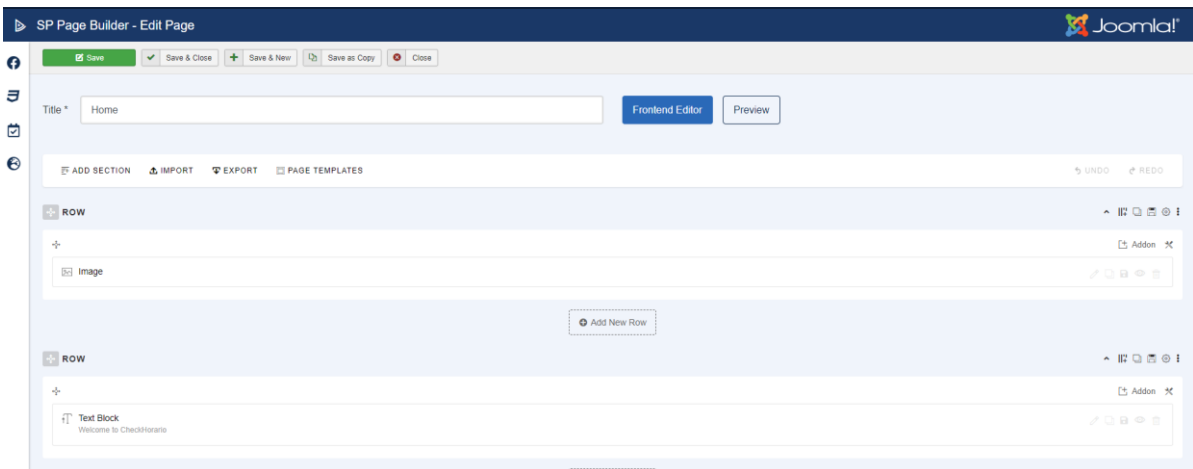 SP Page Builder - Edit Page Joomla!®
Save Save & Close Save & New Save as Copy Close
Title * Home Frontend Editor Preview
ADD SECTION IMPORT EXPORT PAGE TEMPLATES UNDO REDO
ROW
Addon
Image
Add New Row
ROW
Addon
Text Block
Welcome to CheckHorario